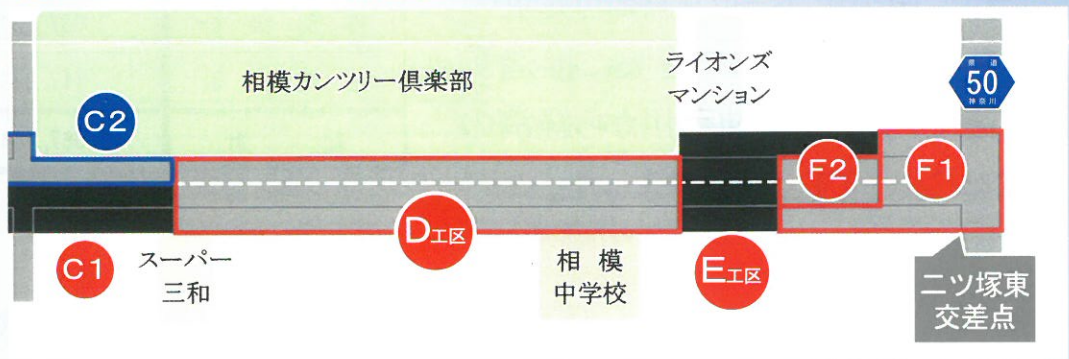 相模カンツリー倶楽部
ライオンズ
マンション
県道
50
神奈川
C2
F2
F1
D工区
C1
スーパー
三和
相模
中学校
E工区
二ツ塚東
交差点